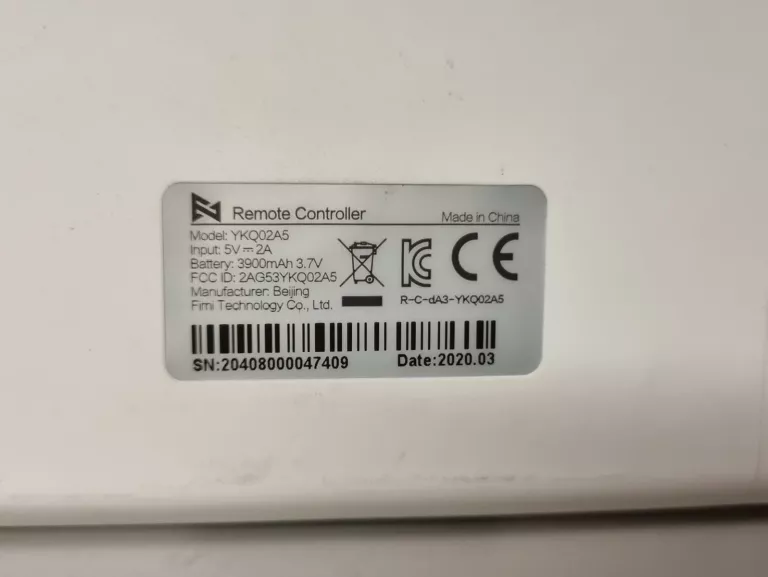 Remote Controller
Made in China
Model: YKQ02A5
Input: 5V⎓2A
Battery: 3900mAh 3.7V
FCC ID: 2AG53YKQ02A5
Manufacturer: Beijing
Fimi Technology Co., Ltd.
R-C-dA3-YKQ02A5
SN:20408000047409
Date:2020.03